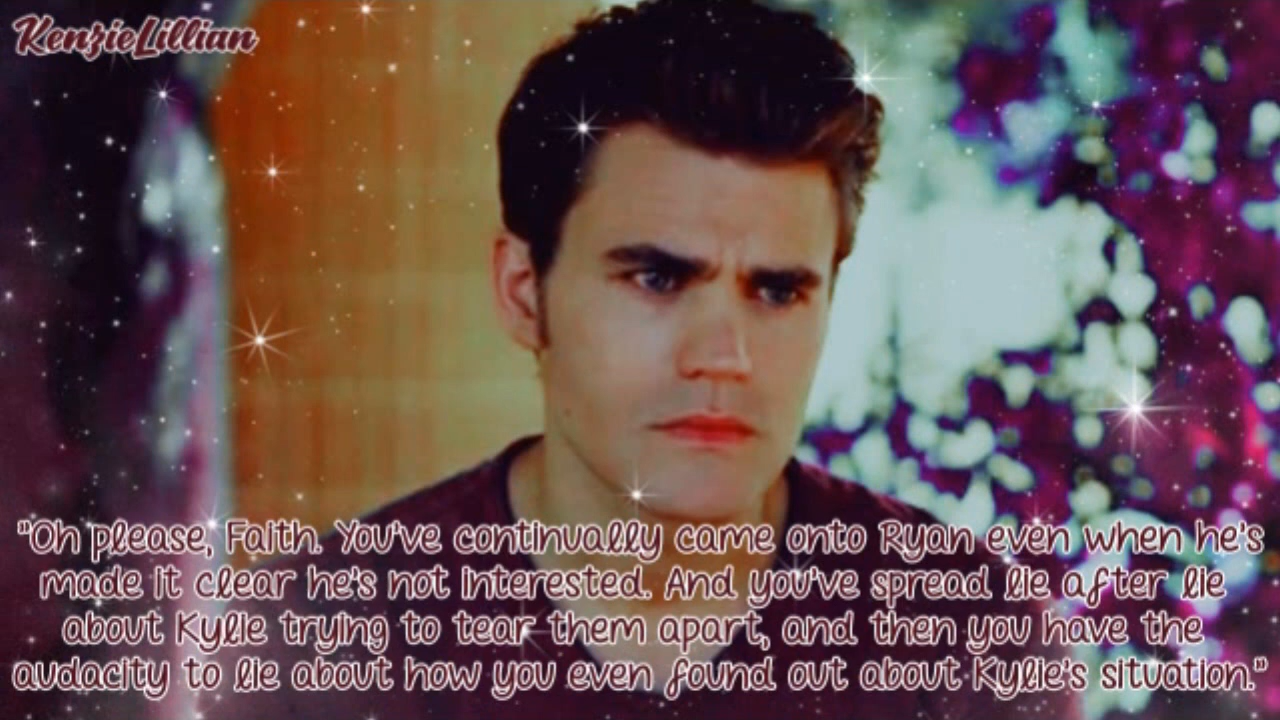 KenzieLillian
"Oh please, Faith. You've continually came onto Ryan even when he's
made it clear he's not interested. And you've spread lie after lie
about Kylie trying to tear them apart, and then you have the
audacity to lie about how you even found out about Kylie's situation."